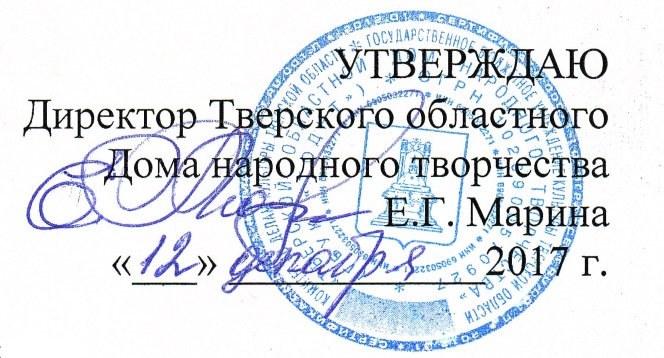 УТВЕРЖДАЮ
Директор Тверского областного
Дома народного творчества
Е.Г. Марина
«12» декабря 2017 г.